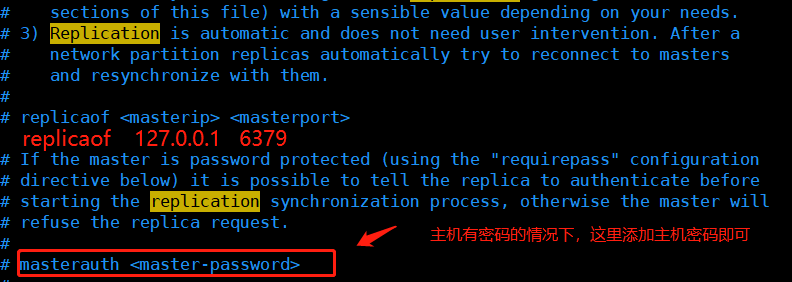 #    sections of this file) with a sensible value depending on your needs.
# 3) Replication is automatic and does not need user intervention. After a
#    network partition replicas automatically try to reconnect to masters
#    and resynchronize with them.
#
# replicaof <masterip> <masterport>
replicaof 127.0.0.1 6379
# If the master is password protected (using the "requirepass" configuration
# directive below) it is possible to tell the replica to authenticate before
# starting the replication synchronization process, otherwise the master will
# refuse the replica request.
主机有密码的情况下，这里添加主机密码即可
#
# masterauth <master-password>